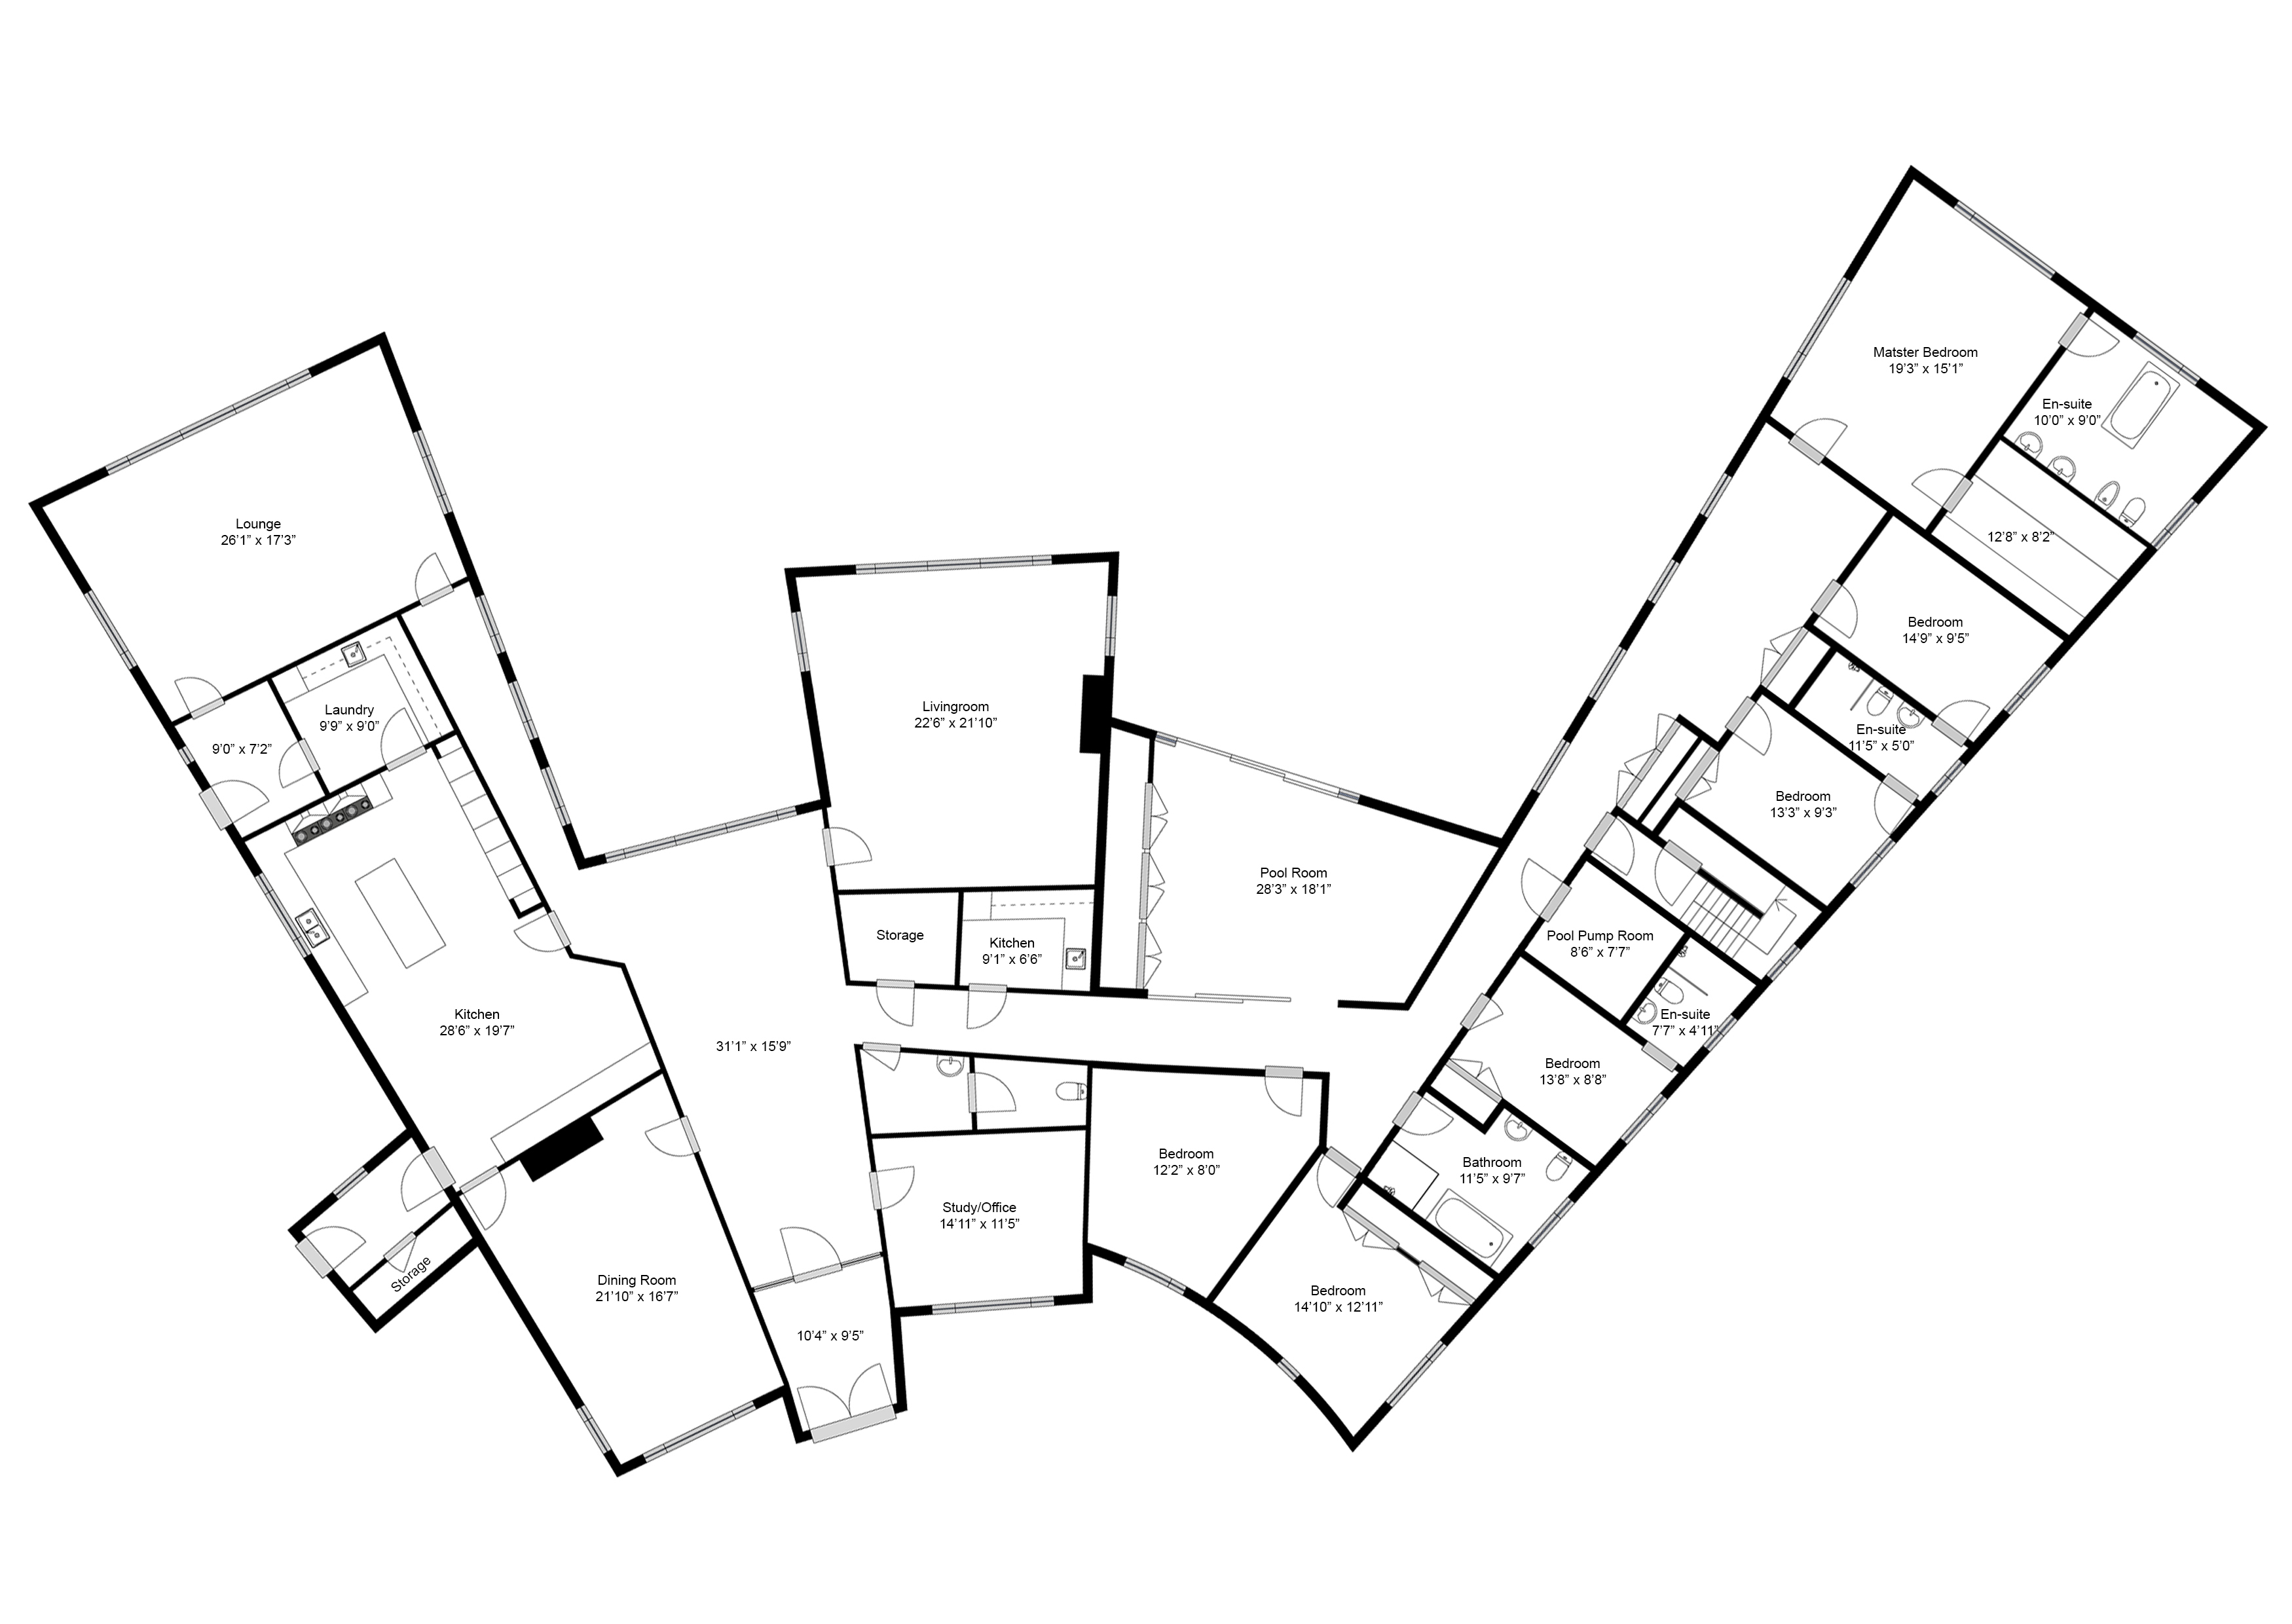 Matster Bedroom
19'3” x 15'1”
En-suite
10'0” x 9'0”
12'8” x 8'2”
Lounge
26'1” x 17'3”
Bedroom
14'9” x 9'5”
Laundry
9'9” x 9'0”
9'0” x 7'2”
Livingroom
22'6” x 21'10”
En-suite
11'5” x 5'0”
Bedroom
13'3” x 9'3”
Pool Room
28'3” x 18'1”
Storage
Kitchen
9'1” x 6'6”
Pool Pump Room
8'6” x 7'7”
Kitchen
28'6” x 19'7”
En-suite
7'7” x 4'11”
31'1” x 15'9”
Bedroom
13'8” x 8'8”
Bedroom
12'2” x 8'0”
Bathroom
11'5” x 9'7”
Study/Office
14'11” x 11'5”
Storage
Dining Room
21'10” x 16'7”
Bedroom
14'10” x 12'11”
10'4” x 9'5”